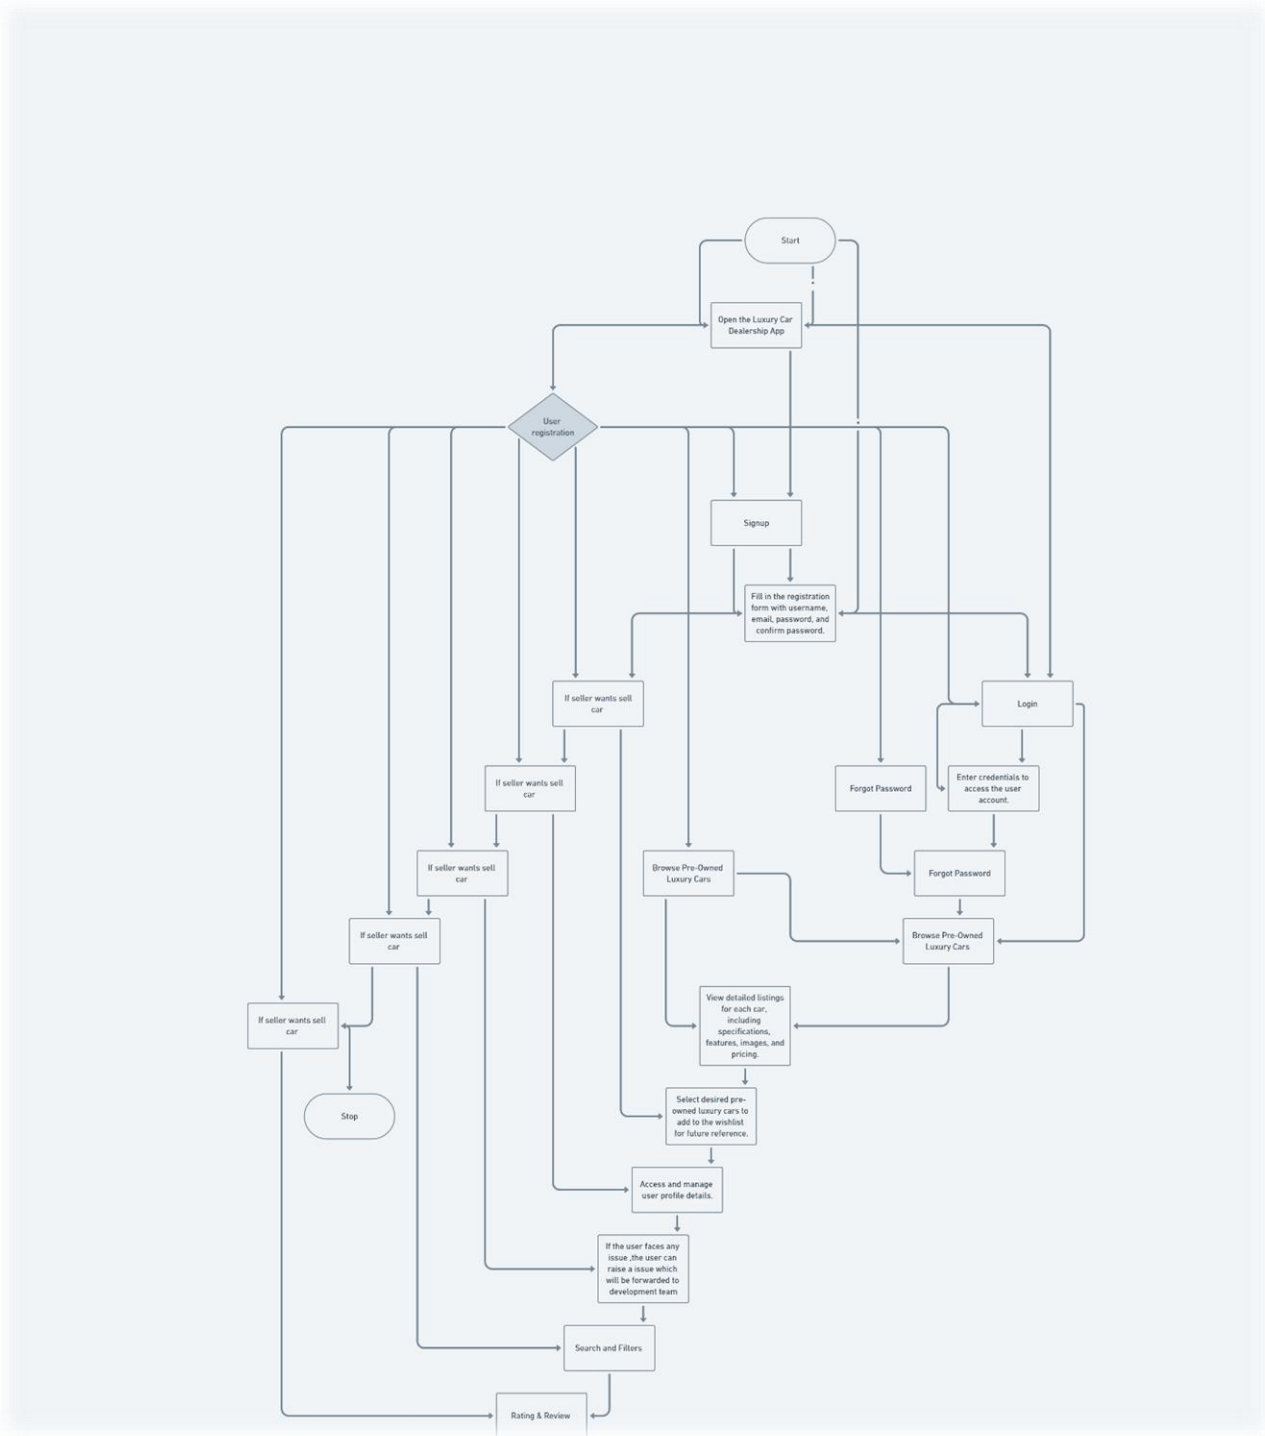 Start
Open the Luxury Car
Dealership App
User
registration
Signup
Fill in the registration
form with username,
email, password, and
confirm password.
If seller wants sell
car
Login
If seller wants sell
car
Forgot Password
Enter credentials to
access the user
account.
If seller wants sell
car
Browse Pre-Owned
Luxury Cars
Forgot Password
If seller wants sell
car
Browse Pre-Owned
Luxury Cars
If seller wants sell
car
View detailed listings
for each car,
including
specifications,
features, images, and
pricing.
Stop
Select desired pre-
owned luxury cars to
add to the wishlist
for future reference.
Access and manage
user profile details.
If the user faces any
issue ,the user can
raise a issue which
will be forwarded to
development team
Search and Filters
Rating & Review